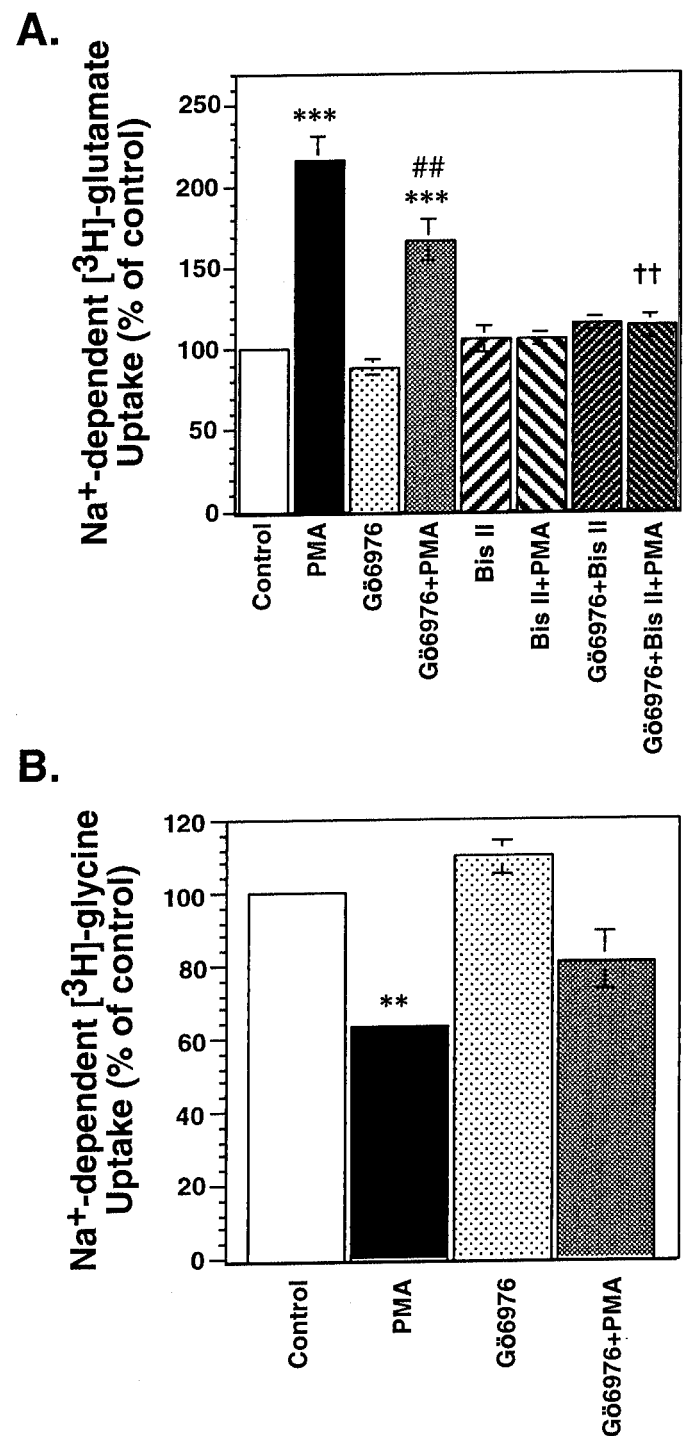 A.
Na+-dependent [3H]-glutamate
Uptake (% of control)
250
200
150
100
50
0
***
##
***
††
Control
PMA
Gö6976
Gö6976+PMA
Bis II
Bis II+PMA
Gö6976+Bis II
Gö6976+Bis II+PMA
B.
Na+-dependent [3H]-glycine
Uptake (% of control)
120
100
80
60
40
20
0
**
Control
PMA
Gö6976
Gö6976+PMA